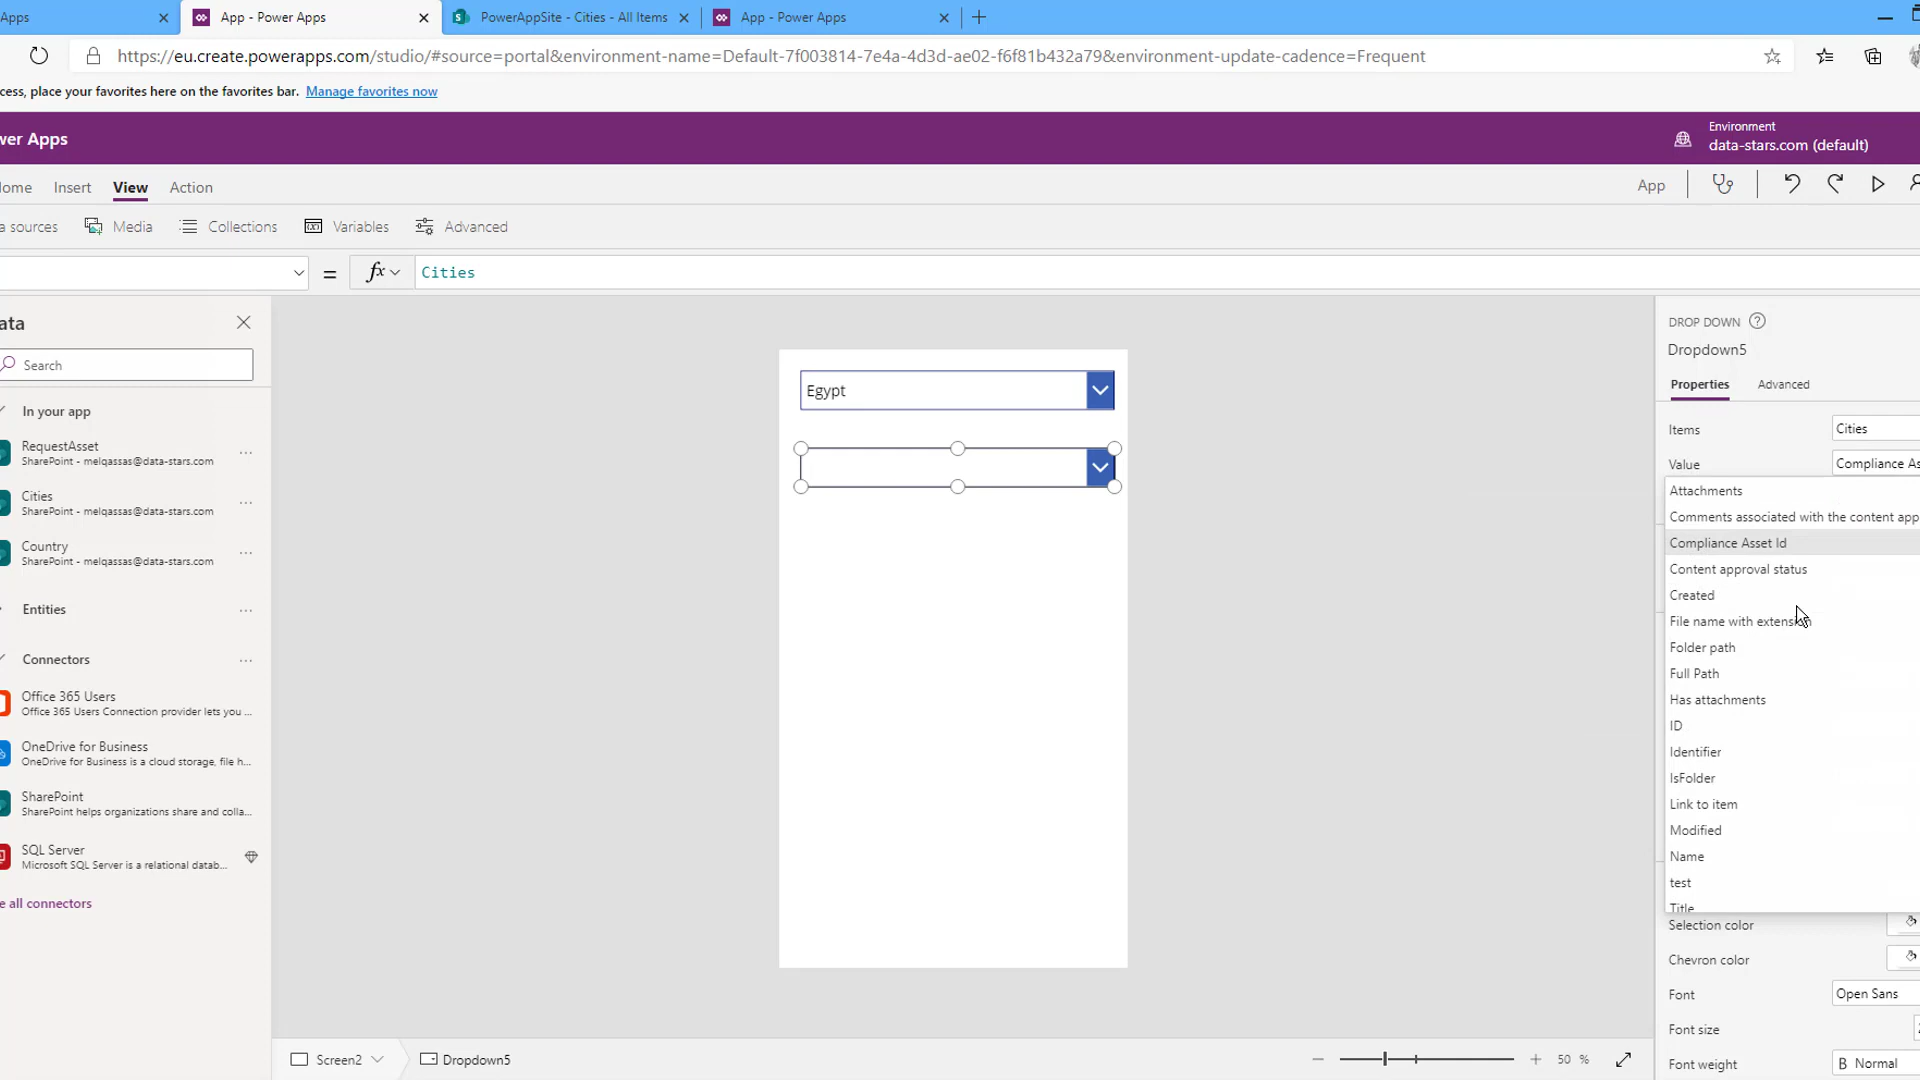 Apps
App - Power Apps
PowerAppSite - Cities - All Items
App - Power Apps
https://eu.create.powerapps.com/studio/#source=portal&environment-name=Default-7f003814-7e4a-4d3d-ae02-f6f81b432a79&environment-update-cadence=Frequent
cess, place your favorites here on the favorites bar. Manage favorites now
wer Apps
Environment
data-stars.com (default)
ome Insert View Action
App
a sources Media Collections Variables Advanced
= fx Cities
ata
Search
In your app
RequestAsset
SharePoint - melqassas@data-stars.com
Cities
SharePoint - melqassas@data-stars.com
Country
SharePoint - melqassas@data-stars.com
Entities
Connectors
Office 365 Users
Office 365 Users Connection provider lets you ...
OneDrive for Business
OneDrive for Business is a cloud storage, file h...
SharePoint
SharePoint helps organizations share and colla...
SQL Server
Microsoft SQL Server is a relational datab...
e all connectors
Egypt
DROP DOWN
Dropdown5
Properties Advanced
Items Cities
Value Compliance As
Attachments
Comments associated with the content app
Compliance Asset Id
Content approval status
Created
File name with extension
Folder path
Full Path
Has attachments
ID
Identifier
IsFolder
Link to item
Modified
Name
test
Title
Selection color
Chevron color
Font Open Sans
Font size
Font weight B Normal
Screen2 Dropdown5
50 %